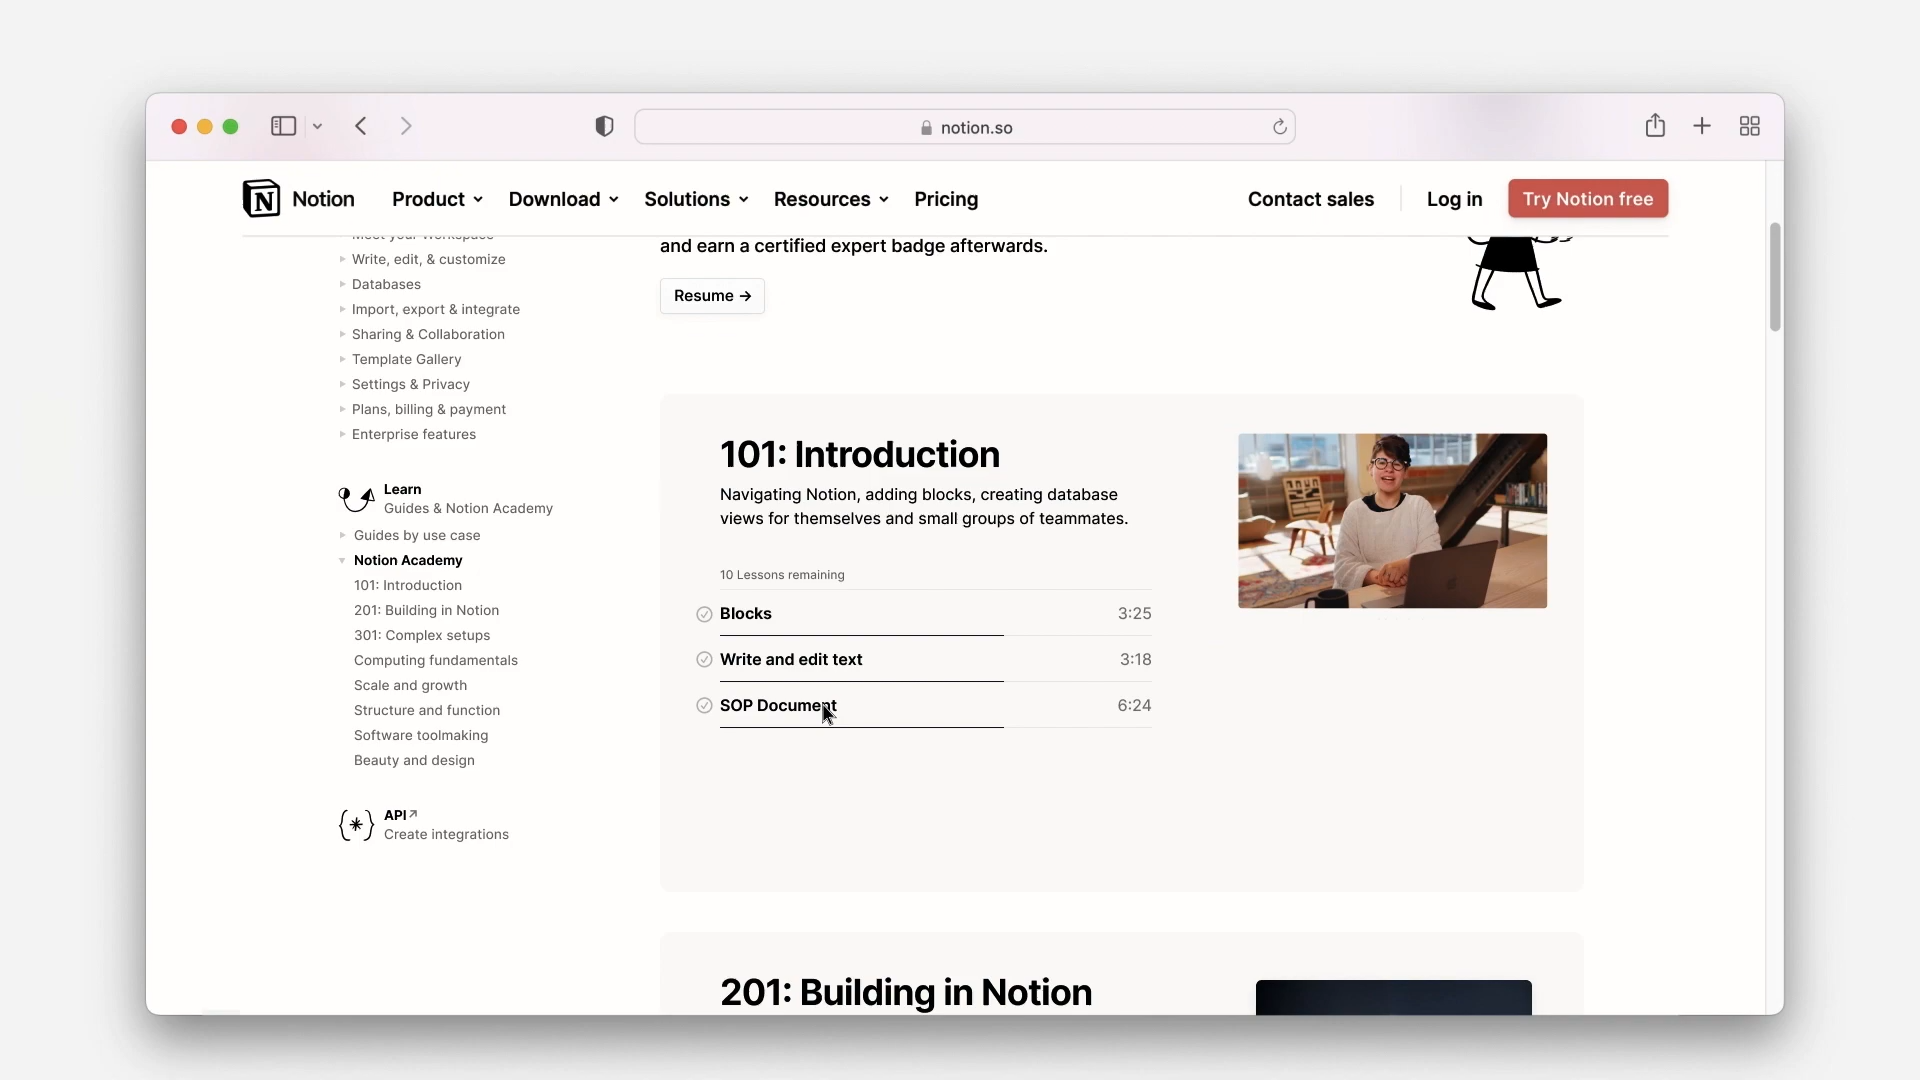 notion.so
Notion
Product
Download
Solutions
Resources
Pricing
Contact sales
Log in
Try Notion free
Meet your Workspace
Write, edit, & customize
Databases
Import, export & integrate
Sharing & Collaboration
Template Gallery
Settings & Privacy
Plans, billing & payment
Enterprise features
Learn
Guides & Notion Academy
Guides by use case
Notion Academy
101: Introduction
201: Building in Notion
301: Complex setups
Computing fundamentals
Scale and growth
Structure and function
Software toolmaking
Beauty and design
API
Create integrations
and earn a certified expert badge afterwards.
Resume →
101: Introduction
Navigating Notion, adding blocks, creating database
views for themselves and small groups of teammates.
10 Lessons remaining
Blocks 3:25
Write and edit text 3:18
SOP Document 6:24
201: Building in Notion